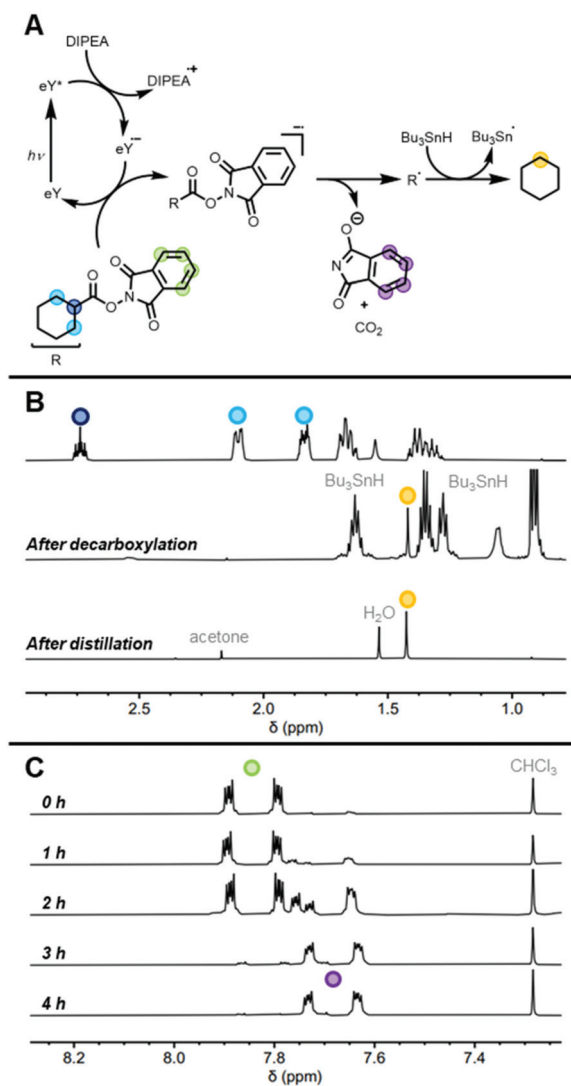 A
DIPEA
eY*
DIPEA•+
eY•−
hν
eY
O
R
O
N
O
O
−•
Bu3SnH
Bu3Sn•
R•
O
O
N
O
O
R
O
⊖
N
O
+
CO2
B
Bu3SnH
Bu3SnH
After decarboxylation
After distillation
acetone
H2O
2.5
2.0
1.5
1.0
δ (ppm)
C
CHCl3
0 h
1 h
2 h
3 h
4 h
8.2
8.0
7.8
7.6
7.4
δ (ppm)